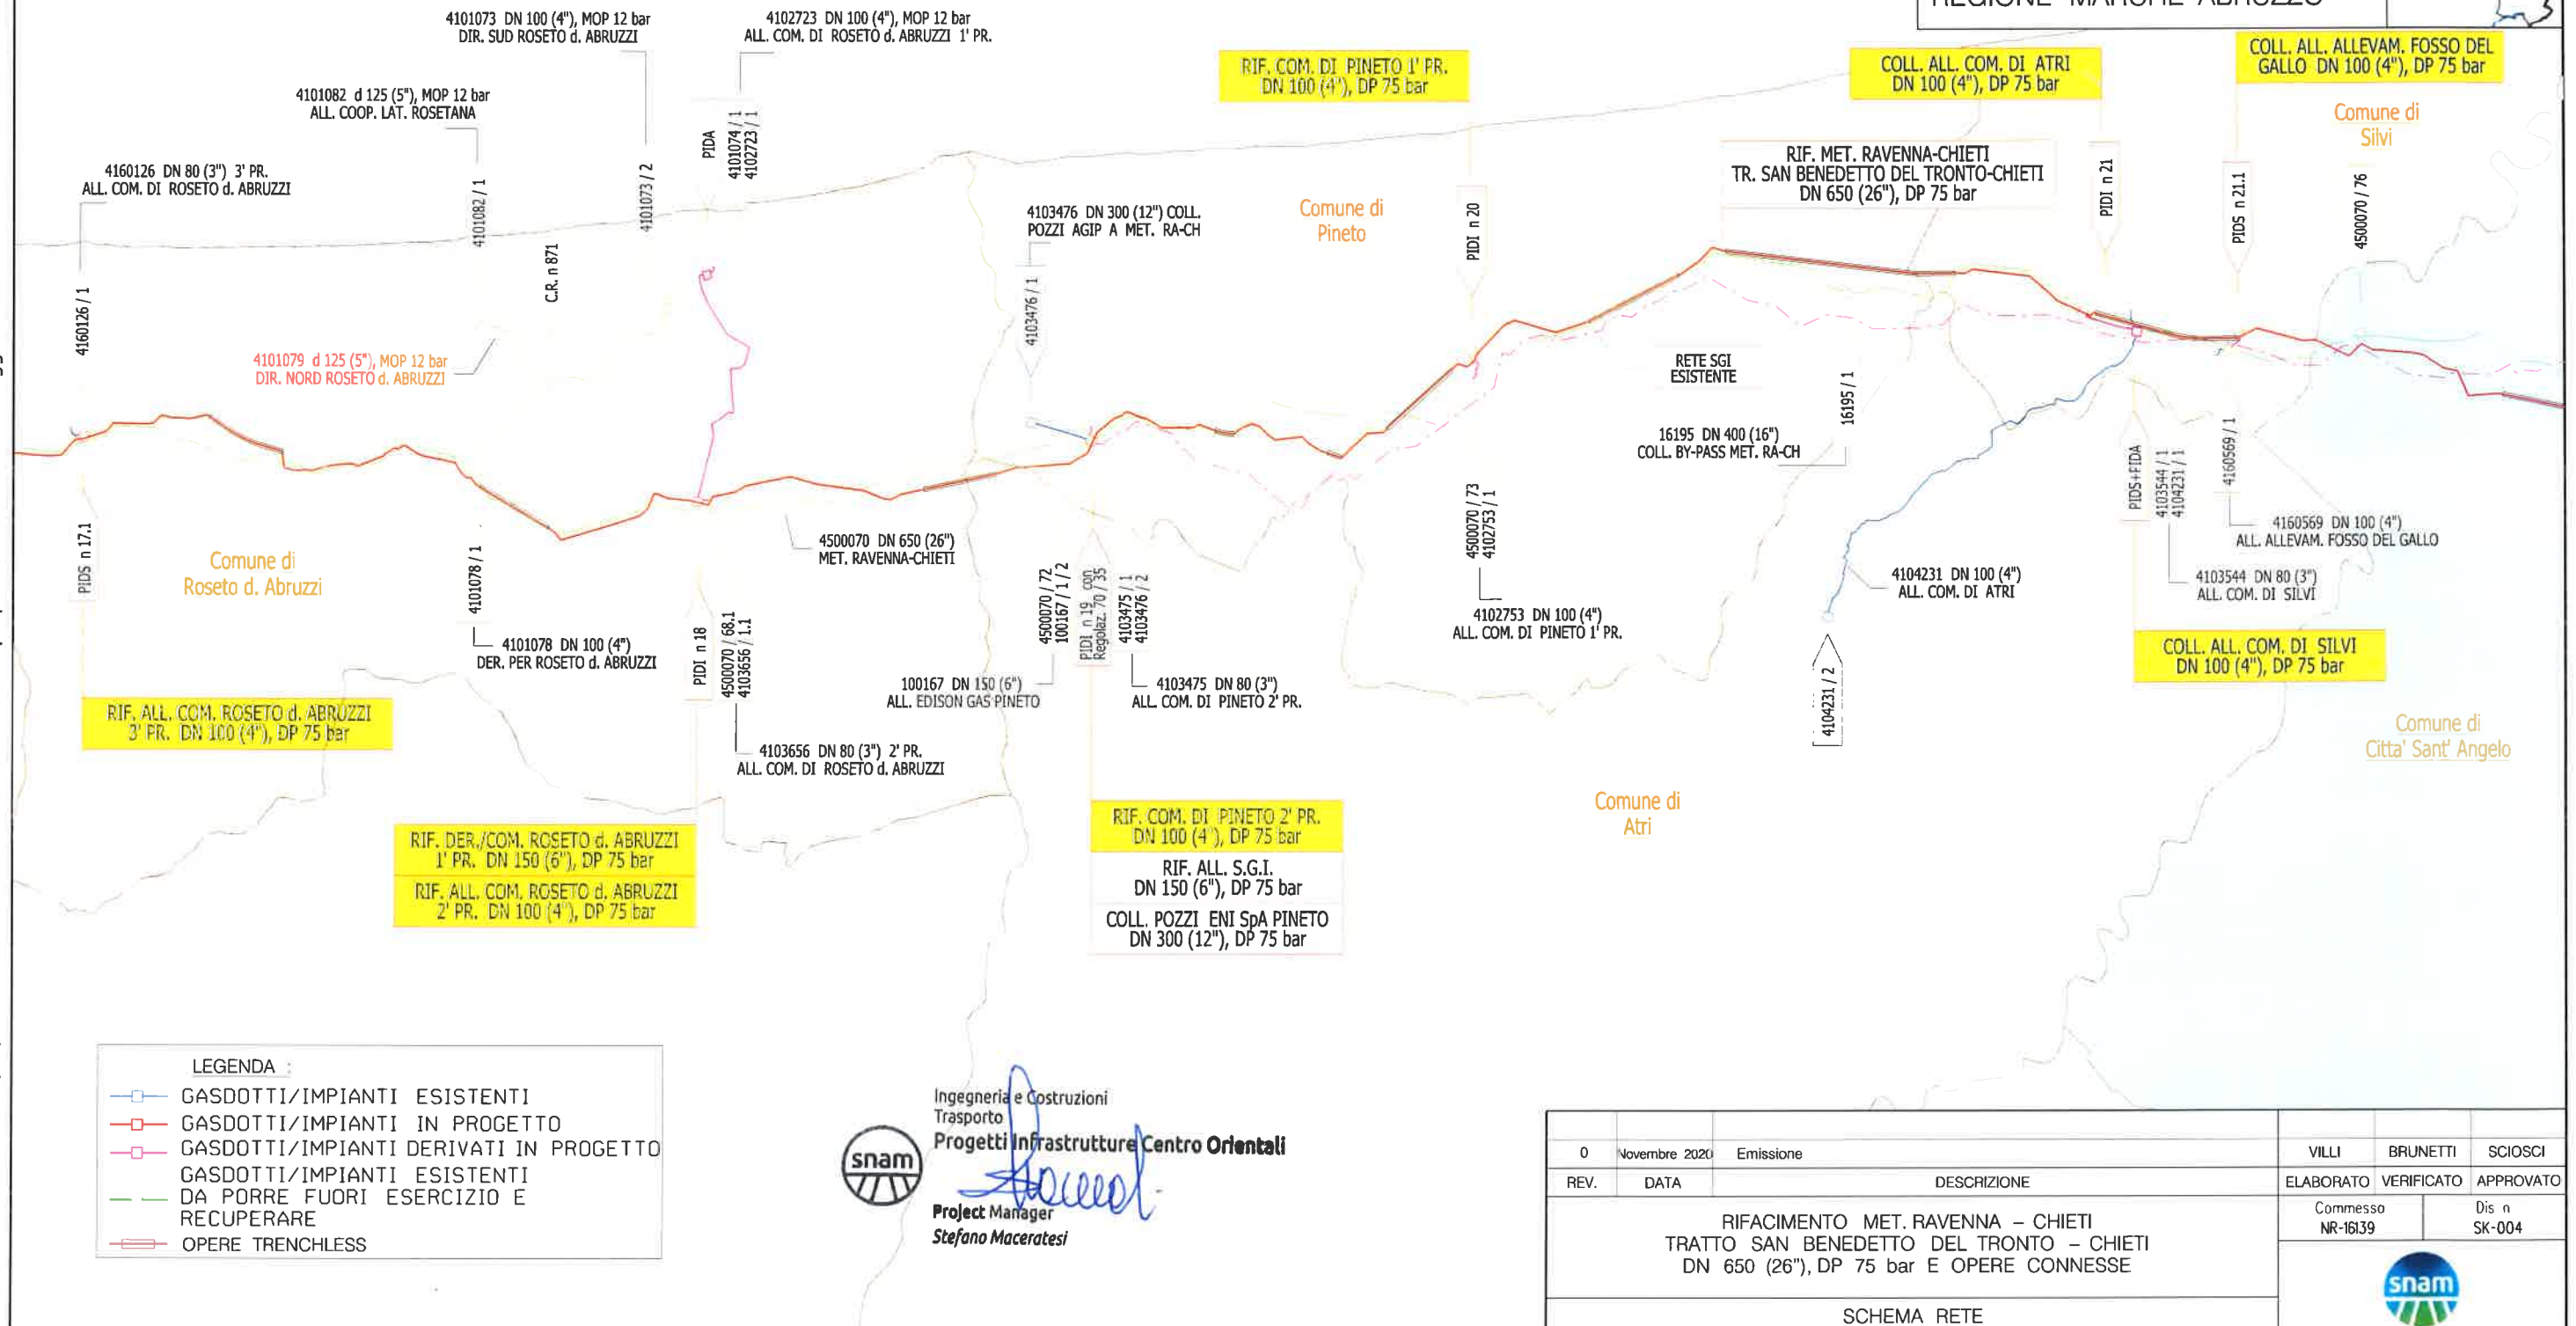 REGIONE MARCHE ABRUZZO
4101073 DN 100 (4"), MOP 12 bar
DIR. SUD ROSETO d. ABRUZZI
4102723 DN 100 (4"), MOP 12 bar
ALL. COM. DI ROSETO d. ABRUZZI 1' PR.
RIF. COM. DI PINETO 1' PR.
DN 100 (4"), DP 75 bar
COLL. ALL. COM. DI ATRI
DN 100 (4"), DP 75 bar
COLL. ALL. ALLEVAM. FOSSO DEL
GALLO DN 100 (4"), DP 75 bar
4101082 d 125 (5"), MOP 12 bar
ALL. COOP. LAT. ROSETANA
Comune di
Silvi
4160126 DN 80 (3") 3' PR.
ALL. COM. DI ROSETO d. ABRUZZI
RIF. MET. RAVENNA-CHIETI
TR. SAN BENEDETTO DEL TRONTO-CHIETI
DN 650 (26"), DP 75 bar
4160126 / 1
4101082 / 1
C.R. n 871
4101073 / 2
PIDA
4101074 / 1
4102723 / 1
4103476 DN 300 (12") COLL.
POZZI AGIP A MET. RA-CH
4103476 / 1
Comune di
Pineto
PIDI n 20
PIDI n 21
PIDS n 21.1
4500070 / 76
4101079 d 125 (5"), MOP 12 bar
DIR. NORD ROSETO d. ABRUZZI
RETE SGI
ESISTENTE
16195 / 1
16195 DN 400 (16")
COLL. BY-PASS MET. RA-CH
PIDS n 17.1
Comune di
Roseto d. Abruzzi
4101078 / 1
4101078 DN 100 (4")
DER. PER ROSETO d. ABRUZZI
PIDI n 18
4500070 / 68.1
4103656 / 1.1
4500070 DN 650 (26")
MET. RAVENNA-CHIETI
4500070 / 72
100167 / 1 / 2
PIDI n 19 con
Regolaz. 70 / 35
4103475 / 1
4103476 / 2
4500070 / 73
4102753 / 1
4102753 DN 100 (4")
ALL. COM. DI PINETO 1' PR.
4104231 DN 100 (4")
ALL. COM. DI ATRI
4104231 / 2
PIDS+PIDA
4103544 / 1
4104231 / 1
4160569 / 1
4160569 DN 100 (4")
ALL. ALLEVAM. FOSSO DEL GALLO
4103544 DN 80 (3")
ALL. COM. DI SILVI
COLL. ALL. COM. DI SILVI
DN 100 (4"), DP 75 bar
100167 DN 150 (6")
ALL. EDISON GAS PINETO
4103475 DN 80 (3")
ALL. COM. DI PINETO 2' PR.
RIF. ALL. COM. ROSETO d. ABRUZZI
3' PR. DN 100 (4"), DP 75 bar
4103656 DN 80 (3") 2' PR.
ALL. COM. DI ROSETO d. ABRUZZI
Comune di
Citta' Sant' Angelo
Comune di
Atri
RIF. DER./COM. ROSETO d. ABRUZZI
1' PR. DN 150 (6"), DP 75 bar
RIF. ALL. COM. ROSETO d. ABRUZZI
2' PR. DN 100 (4"), DP 75 bar
RIF. COM. DI PINETO 2' PR.
DN 100 (4"), DP 75 bar
RIF. ALL. S.G.I.
DN 150 (6"), DP 75 bar
COLL. POZZI ENI SpA PINETO
DN 300 (12"), DP 75 bar
LEGENDA :
GASDOTTI/IMPIANTI ESISTENTI
GASDOTTI/IMPIANTI IN PROGETTO
GASDOTTI/IMPIANTI DERIVATI IN PROGETTO
GASDOTTI/IMPIANTI ESISTENTI
DA PORRE FUORI ESERCIZIO E
RECUPERARE
OPERE TRENCHLESS
snam
Ingegneria e Costruzioni
Trasporto
Progetti Infrastrutture Centro Orientali
Project Manager
Stefano Maceratesi
0 Novembre 2020 Emissione VILLI BRUNETTI SCIOSCI
REV. DATA DESCRIZIONE ELABORATO VERIFICATO APPROVATO
RIFACIMENTO MET. RAVENNA - CHIETI
TRATTO SAN BENEDETTO DEL TRONTO - CHIETI
DN 650 (26"), DP 75 bar E OPERE CONNESSE
Commessa
NR-16139
Dis n
SK-004
SCHEMA RETE
snam